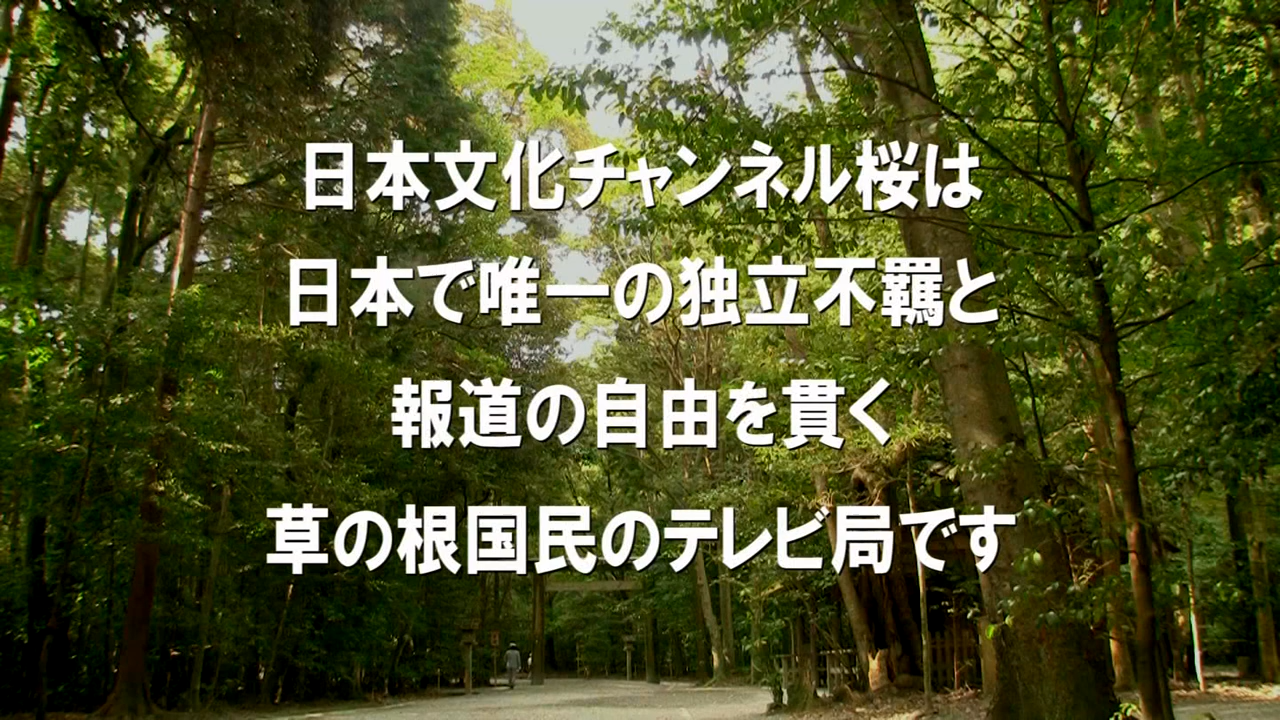 日本文化チャンネル桜は
日本で唯一の独立不羈と
報道の自由を貫く
草の根国民のテレビ局です